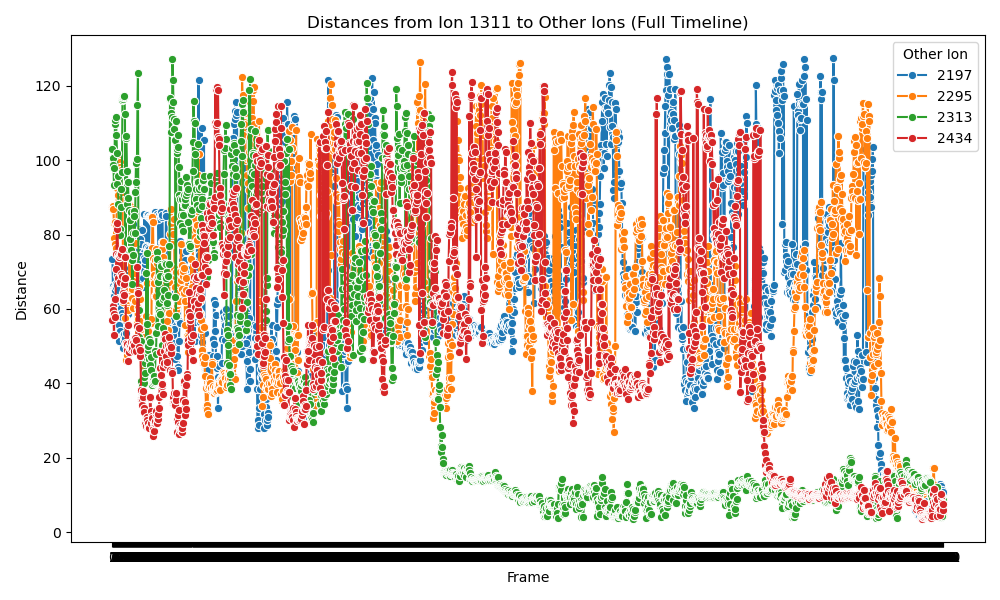 Distances from Ion 1311 to Other Ions (Full Timeline)
Other Ion
2197
2295
2313
2434
Distance
120
100
80
60
40
20
0
Frame